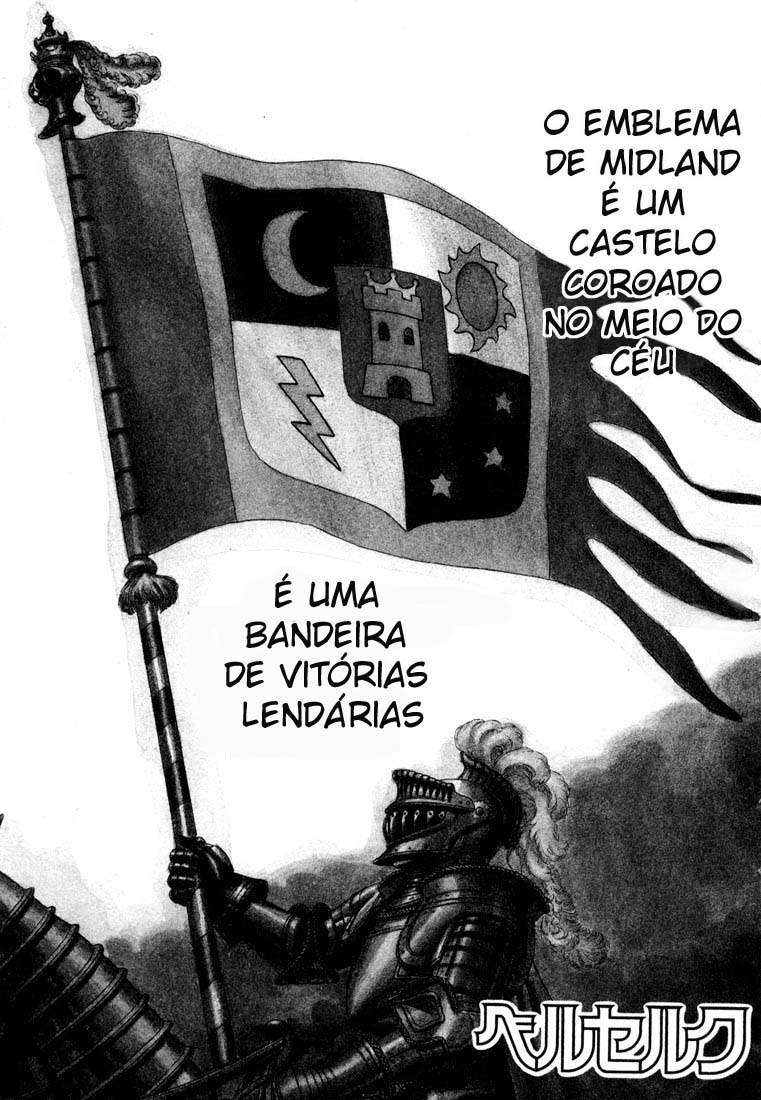 O EMBLEMA
DE MIDLAND
É UM
CASTELO
COROADO
NO MEIO DO
CÉU
É UMA
BANDEIRA
DE VITÓRIAS
LENDÁRIAS
ベルセルク